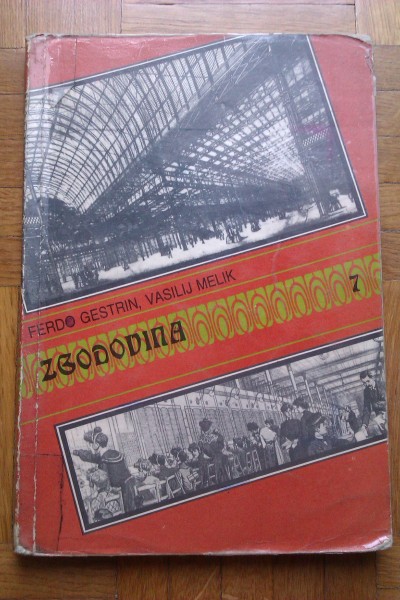 FERDO GESTRIN, VASILIJ MELIK
ZGODOVINA 7